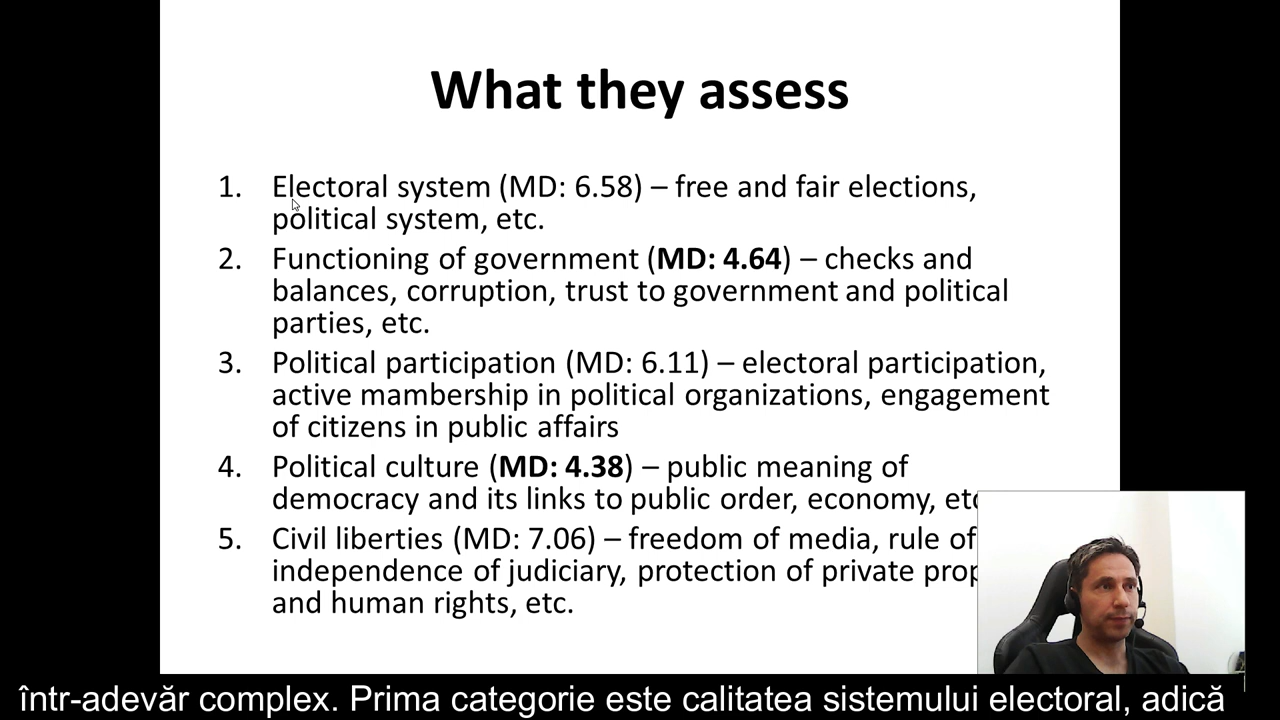 What they assess
1. Electoral system (MD: 6.58) – free and fair elections,
political system, etc.
2. Functioning of government (MD: 4.64) – checks and
balances, corruption, trust to government and political
parties, etc.
3. Political participation (MD: 6.11) – electoral participation,
active mambership in political organizations, engagement
of citizens in public affairs
4. Political culture (MD: 4.38) – public meaning of
democracy and its links to public order, economy,
5. Civil liberties (MD: 7.06) – freedom of media, rule of
independence of judiciary, protection of private
and human rights, etc.
într-adevăr complex. Prima categorie este calitatea sistemului electoral, adică